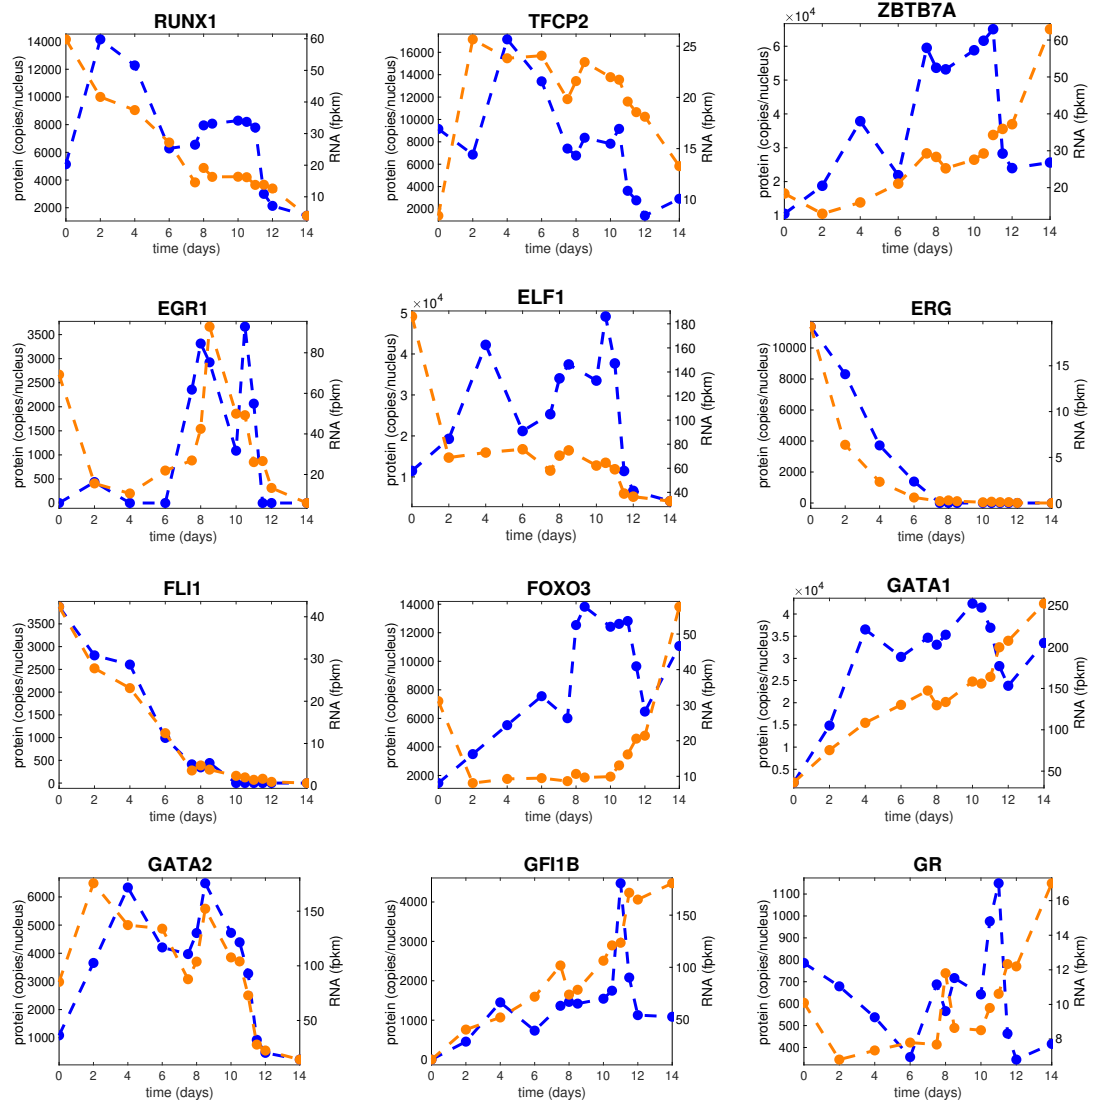 RUNX1
protein (copies/nucleus)
14000
12000
10000
8000
6000
4000
2000
60
50
40
30
20
10
RNA (fpkm)
0 2 4 6 8 10 12 14
time (days)
TFCP2
protein (copies/nucleus)
16000
14000
12000
10000
8000
6000
4000
2000
25
20
15
10
RNA (fpkm)
0 2 4 6 8 10 12 14
time (days)
ZBTB7A
×10⁴
protein (copies/nucleus)
6
5
4
3
2
1
60
50
40
30
20
RNA (fpkm)
0 2 4 6 8 10 12 14
time (days)
EGR1
protein (copies/nucleus)
3500
3000
2500
2000
1500
1000
500
0
80
60
40
20
RNA (fpkm)
0 2 4 6 8 10 12 14
time (days)
ELF1
×10⁴
protein (copies/nucleus)
5
4
3
2
1
180
160
140
120
100
80
60
40
RNA (fpkm)
0 2 4 6 8 10 12 14
time (days)
ERG
protein (copies/nucleus)
10000
8000
6000
4000
2000
0
15
10
5
0
RNA (fpkm)
0 2 4 6 8 10 12 14
time (days)
FLI1
protein (copies/nucleus)
3500
3000
2500
2000
1500
1000
500
0
40
30
20
10
0
RNA (fpkm)
0 2 4 6 8 10 12 14
time (days)
FOXO3
protein (copies/nucleus)
14000
12000
10000
8000
6000
4000
2000
50
40
30
20
10
RNA (fpkm)
0 2 4 6 8 10 12 14
time (days)
GATA1
×10⁴
protein (copies/nucleus)
4
3.5
3
2.5
2
1.5
1
0.5
250
200
150
100
50
RNA (fpkm)
0 2 4 6 8 10 12 14
time (days)
GATA2
protein (copies/nucleus)
6000
5000
4000
3000
2000
1000
150
100
50
RNA (fpkm)
0 2 4 6 8 10 12 14
time (days)
GFI1B
protein (copies/nucleus)
4000
3000
2000
1000
0
150
100
50
RNA (fpkm)
0 2 4 6 8 10 12 14
time (days)
GR
protein (copies/nucleus)
1100
1000
900
800
700
600
500
400
16
14
12
10
8
RNA (fpkm)
0 2 4 6 8 10 12 14
time (days)